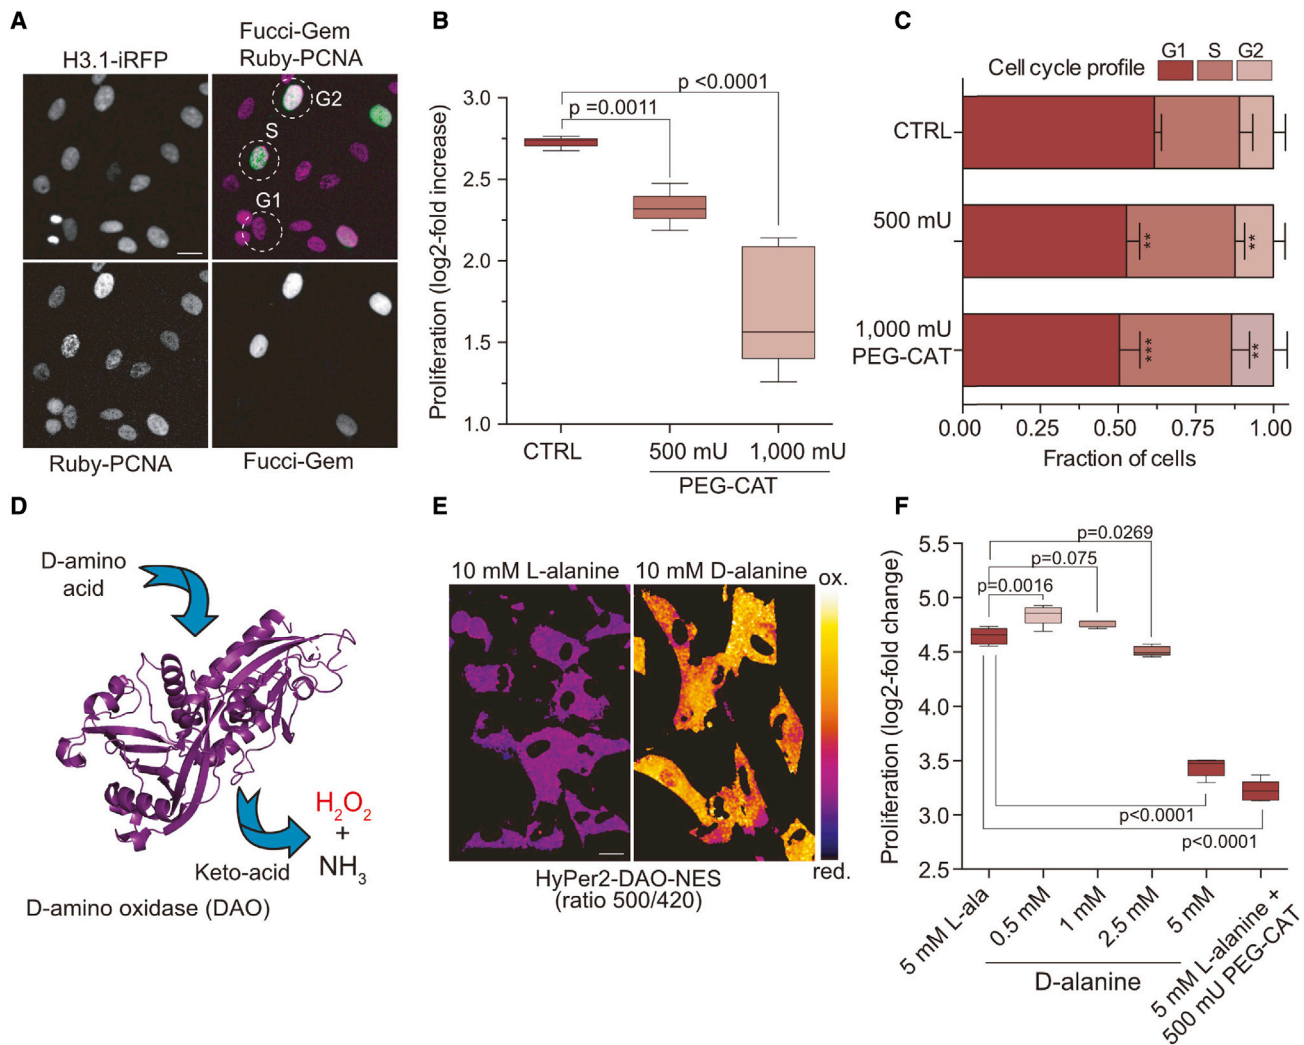 A
H3.1-iRFP
Fucci-Gem
Ruby-PCNA
G2
S
G1
Ruby-PCNA
Fucci-Gem
B
Proliferation (log2-fold increase)
3.0
2.5
2.0
1.5
1.0
p <0.0001
p =0.0011
CTRL
500 mU
1,000 mU
PEG-CAT
C
G1 S G2
Cell cycle profile
CTRL
500 mU
**
**
1,000 mU
PEG-CAT
***
**
0.00 0.25 0.50 0.75 1.00
Fraction of cells
D
D-amino
acid
H2O2
+
NH3
Keto-acid
D-amino oxidase (DAO)
E
10 mM L-alanine
10 mM D-alanine
ox.
red.
HyPer2-DAO-NES
(ratio 500/420)
F
Proliferation (log2-fold change)
5.5
5.0
4.5
4.0
3.5
3.0
2.5
p=0.0269
p=0.075
p=0.0016
p<0.0001
p<0.0001
5 mM L-ala
0.5 mM
1 mM
2.5 mM
5 mM
5 mM L-alanine +
500 mU PEG-CAT
D-alanine